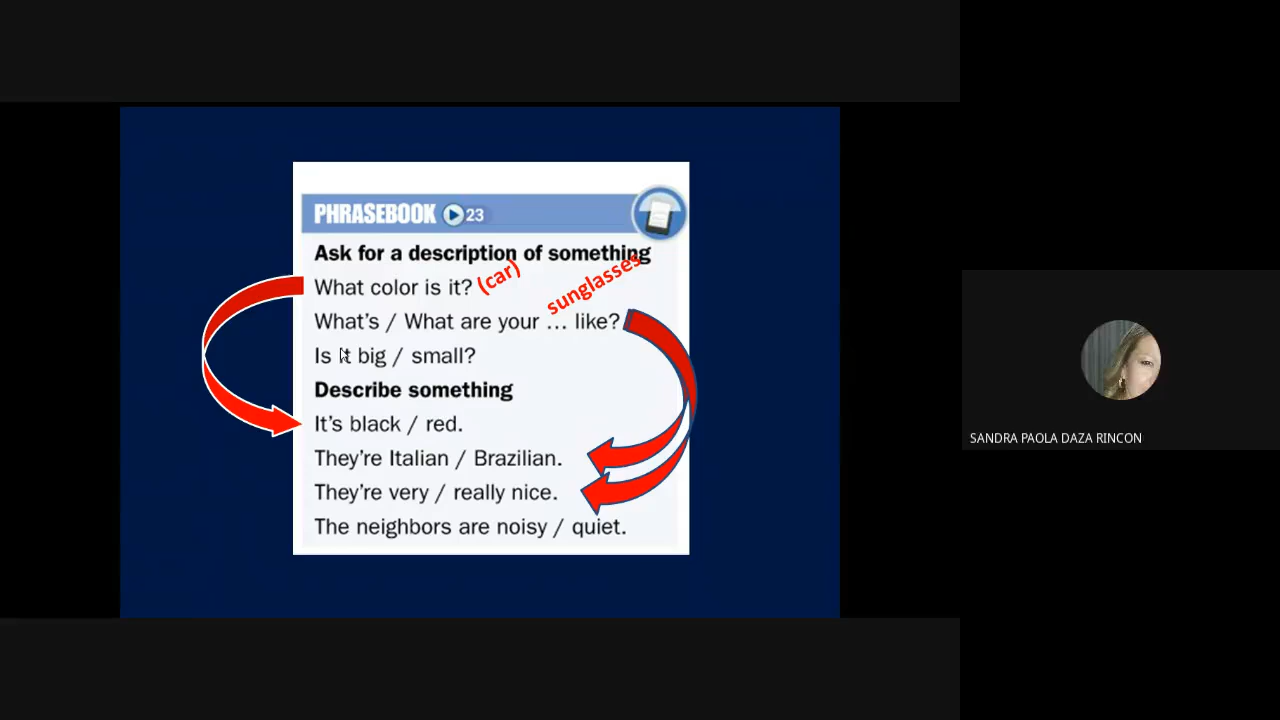 PHRASEBOOK 23
Ask for a description of something
What color is it? (car)
sunglasses
What's / What are your ... like?
Is it big / small?
Describe something
It's black / red.
They're Italian / Brazilian.
They're very / really nice.
The neighbors are noisy / quiet.
SANDRA PAOLA DAZA RINCON